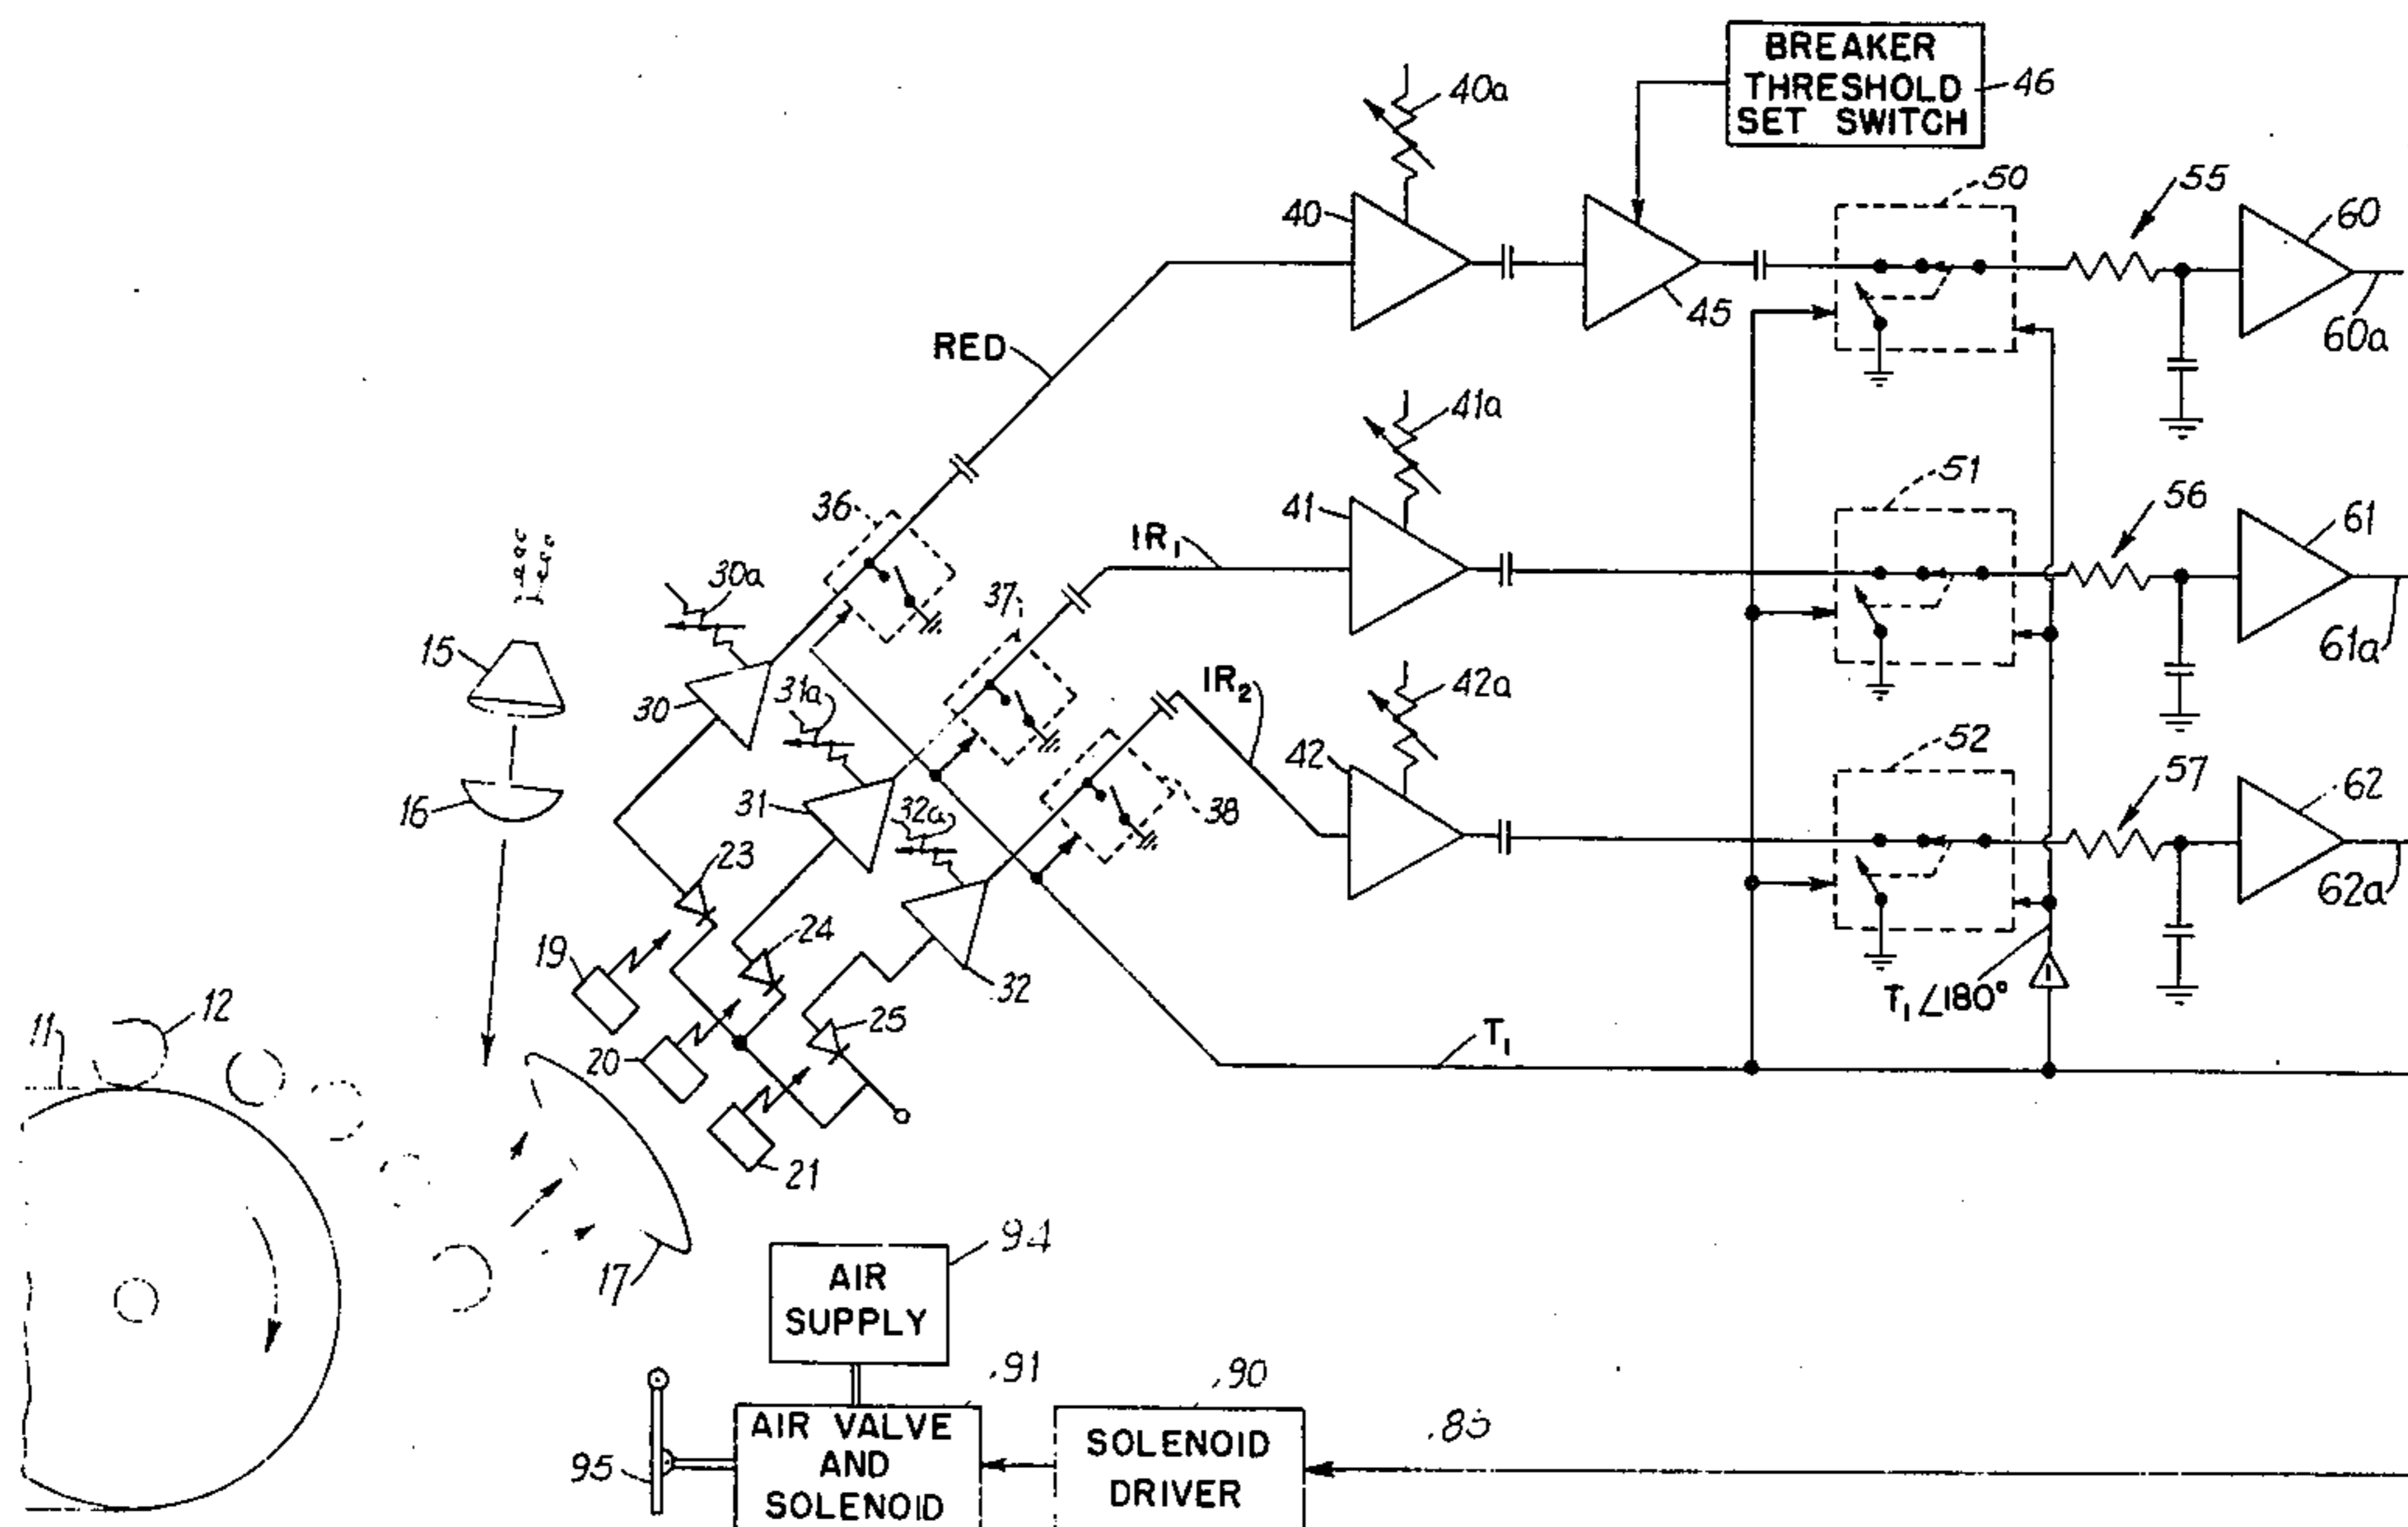 BREAKER
THRESHOLD
SET SWITCH
46
40a
50
55
60
40
45
60a
RED
41a
51
56
61
36
41
IR₁
30a
37
61a
15
31a
IR₂
42a
52
57
62
30
42
16
31
32a
38
23
62a
24
19
32
T₁∠180°
12
25
11
20
T₁
21
17
94
AIR
SUPPLY
91
90
AIR VALVE
AND
SOLENOID
SOLENOID
DRIVER
95